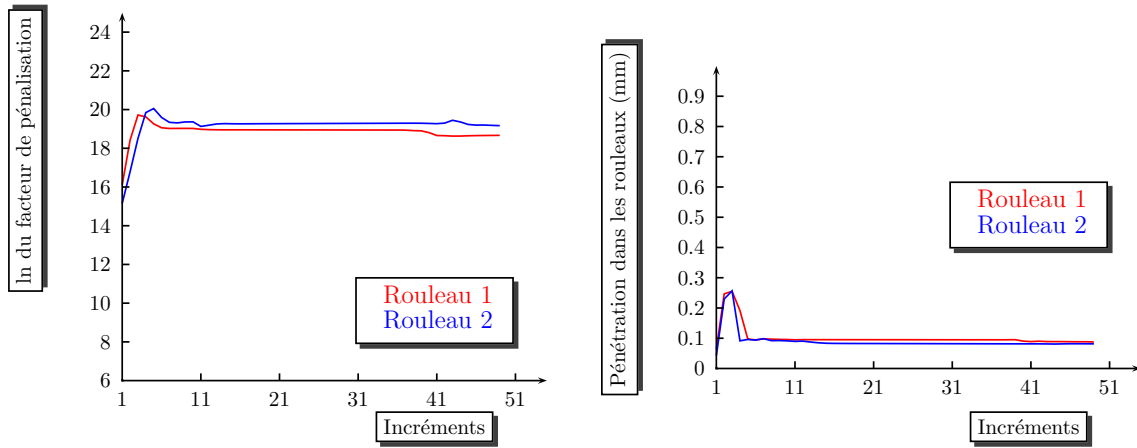 ln du facteur de pénalisation
24
22
20
18
16
14
12
10
8
6
1 11 21 31 41 51
Rouleau 1
Rouleau 2
Incréments
Pénétration dans les rouleaux (mm)
0.9
0.8
0.7
0.6
0.5
0.4
0.3
0.2
0.1
0
1 11 21 31 41 51
Rouleau 1
Rouleau 2
Incréments